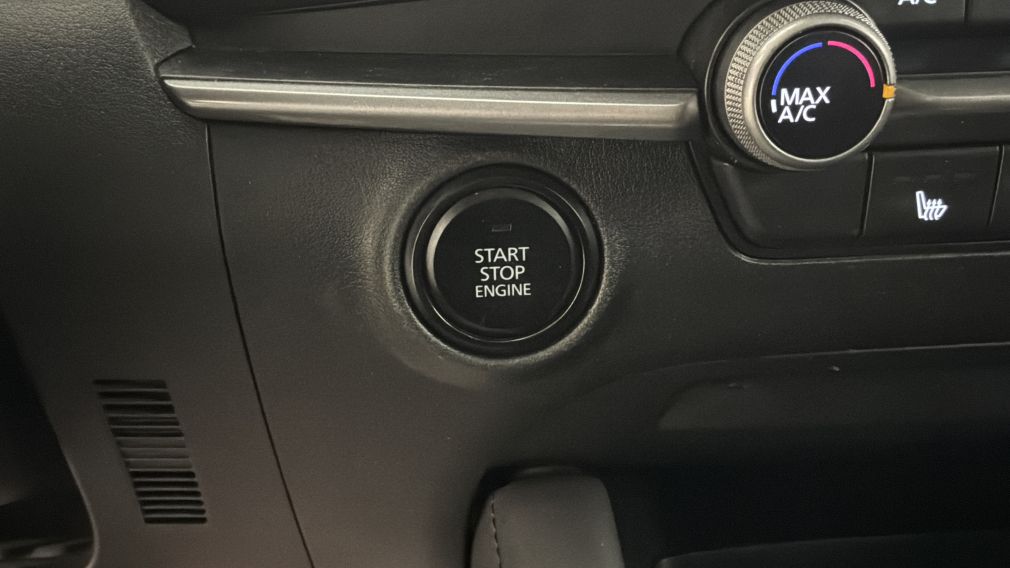 A/C
MAX
A/C
START
STOP
ENGINE